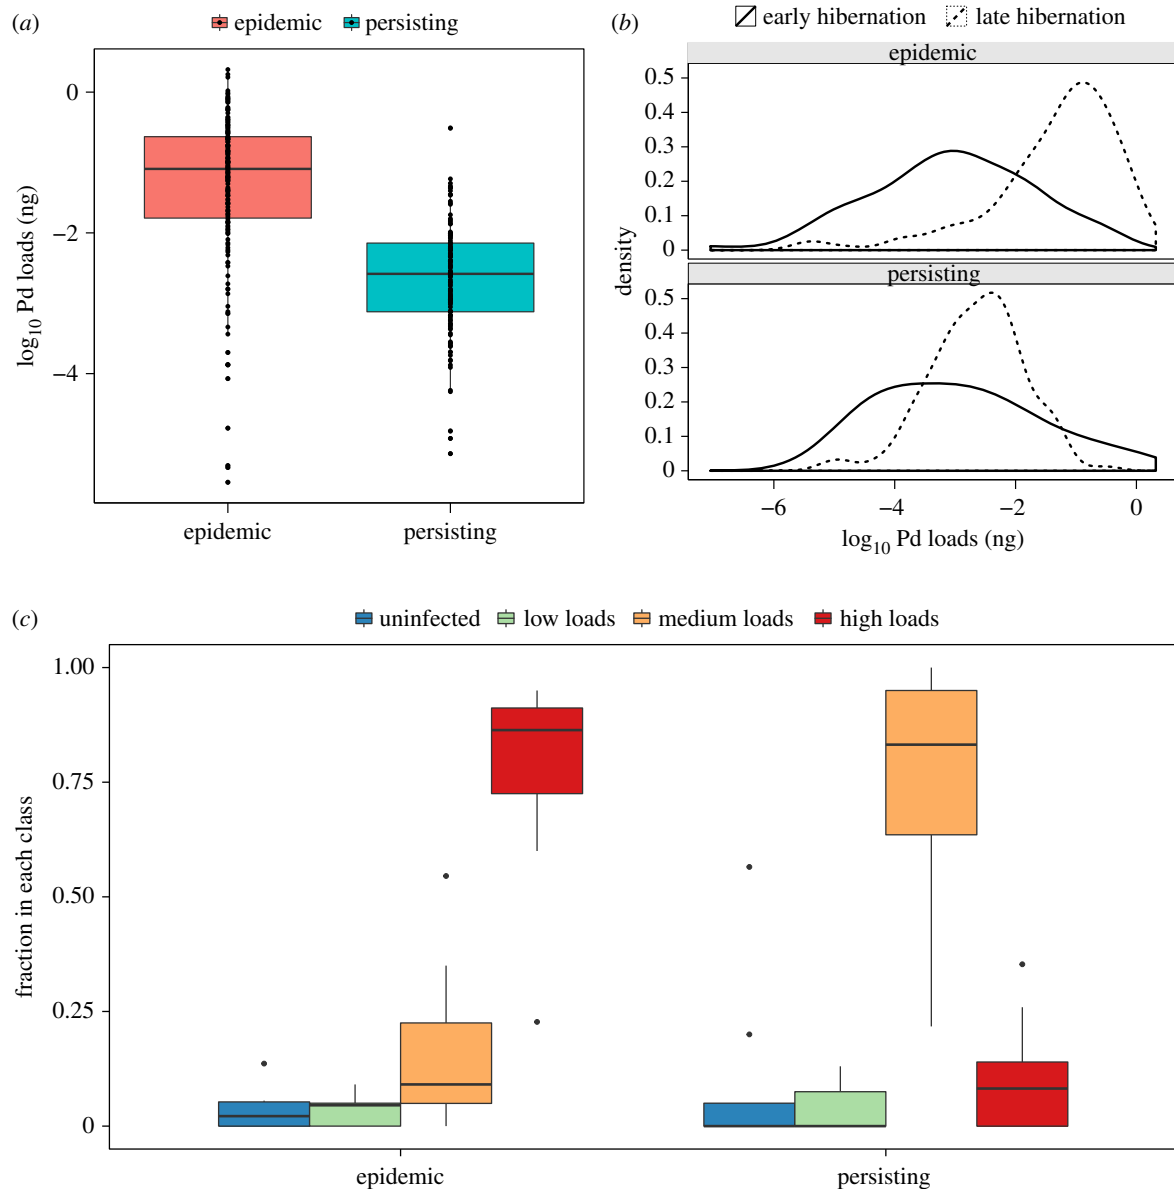 (a)
epidemic persisting
0
−2
−4
log10 Pd loads (ng)
epidemic persisting
(b)
early hibernation late hibernation
epidemic
0.5
0.4
0.3
0.2
0.1
0
density
persisting
0.5
0.4
0.3
0.2
0.1
0
−6 −4 −2 0
log10 Pd loads (ng)
(c)
uninfected low loads medium loads high loads
1.00
0.75
0.50
0.25
0
fraction in each class
epidemic persisting